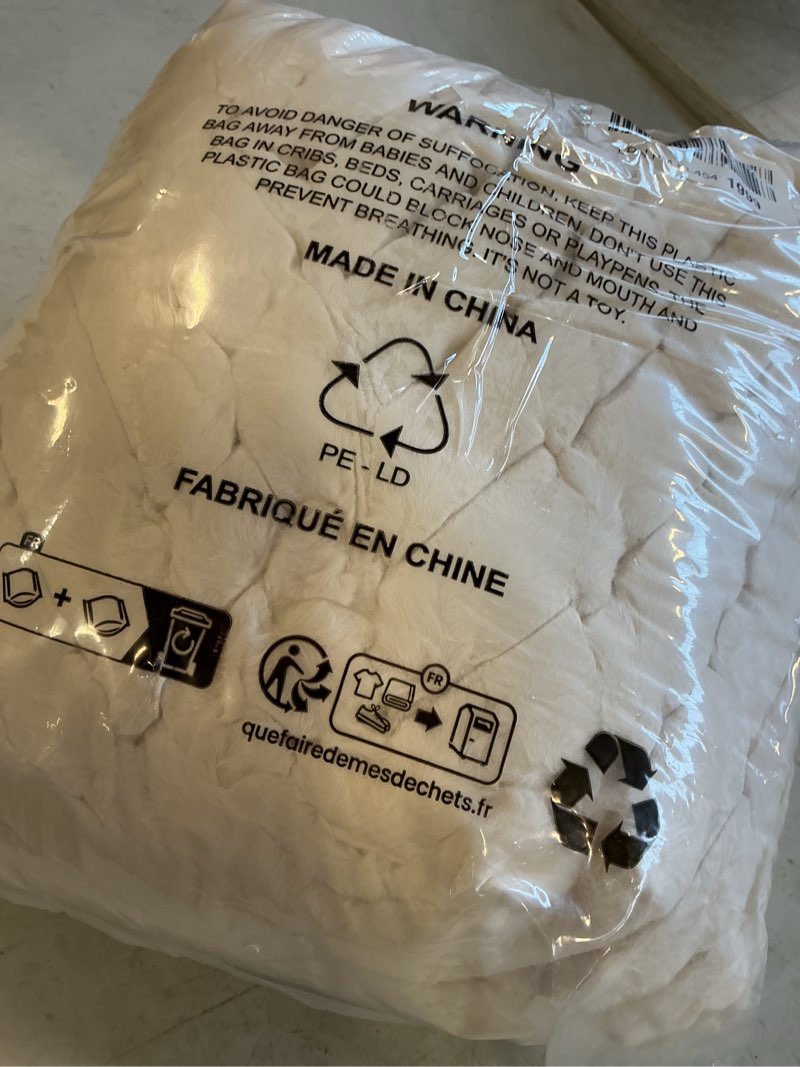 WARNING
TO AVOID DANGER OF SUFFOCATION, KEEP THIS PLASTIC
BAG AWAY FROM BABIES AND CHILDREN. DON'T USE THIS
BAG IN CRIBS, BEDS, CARRIAGES OR PLAYPENS. THE
PLASTIC BAG COULD BLOCK NOSE AND MOUTH AND
PREVENT BREATHING. IT'S NOT A TOY.
MADE IN CHINA
PE - LD
FABRIQUÉ EN CHINE
FR
+
FR
quefairedemesdechets.fr